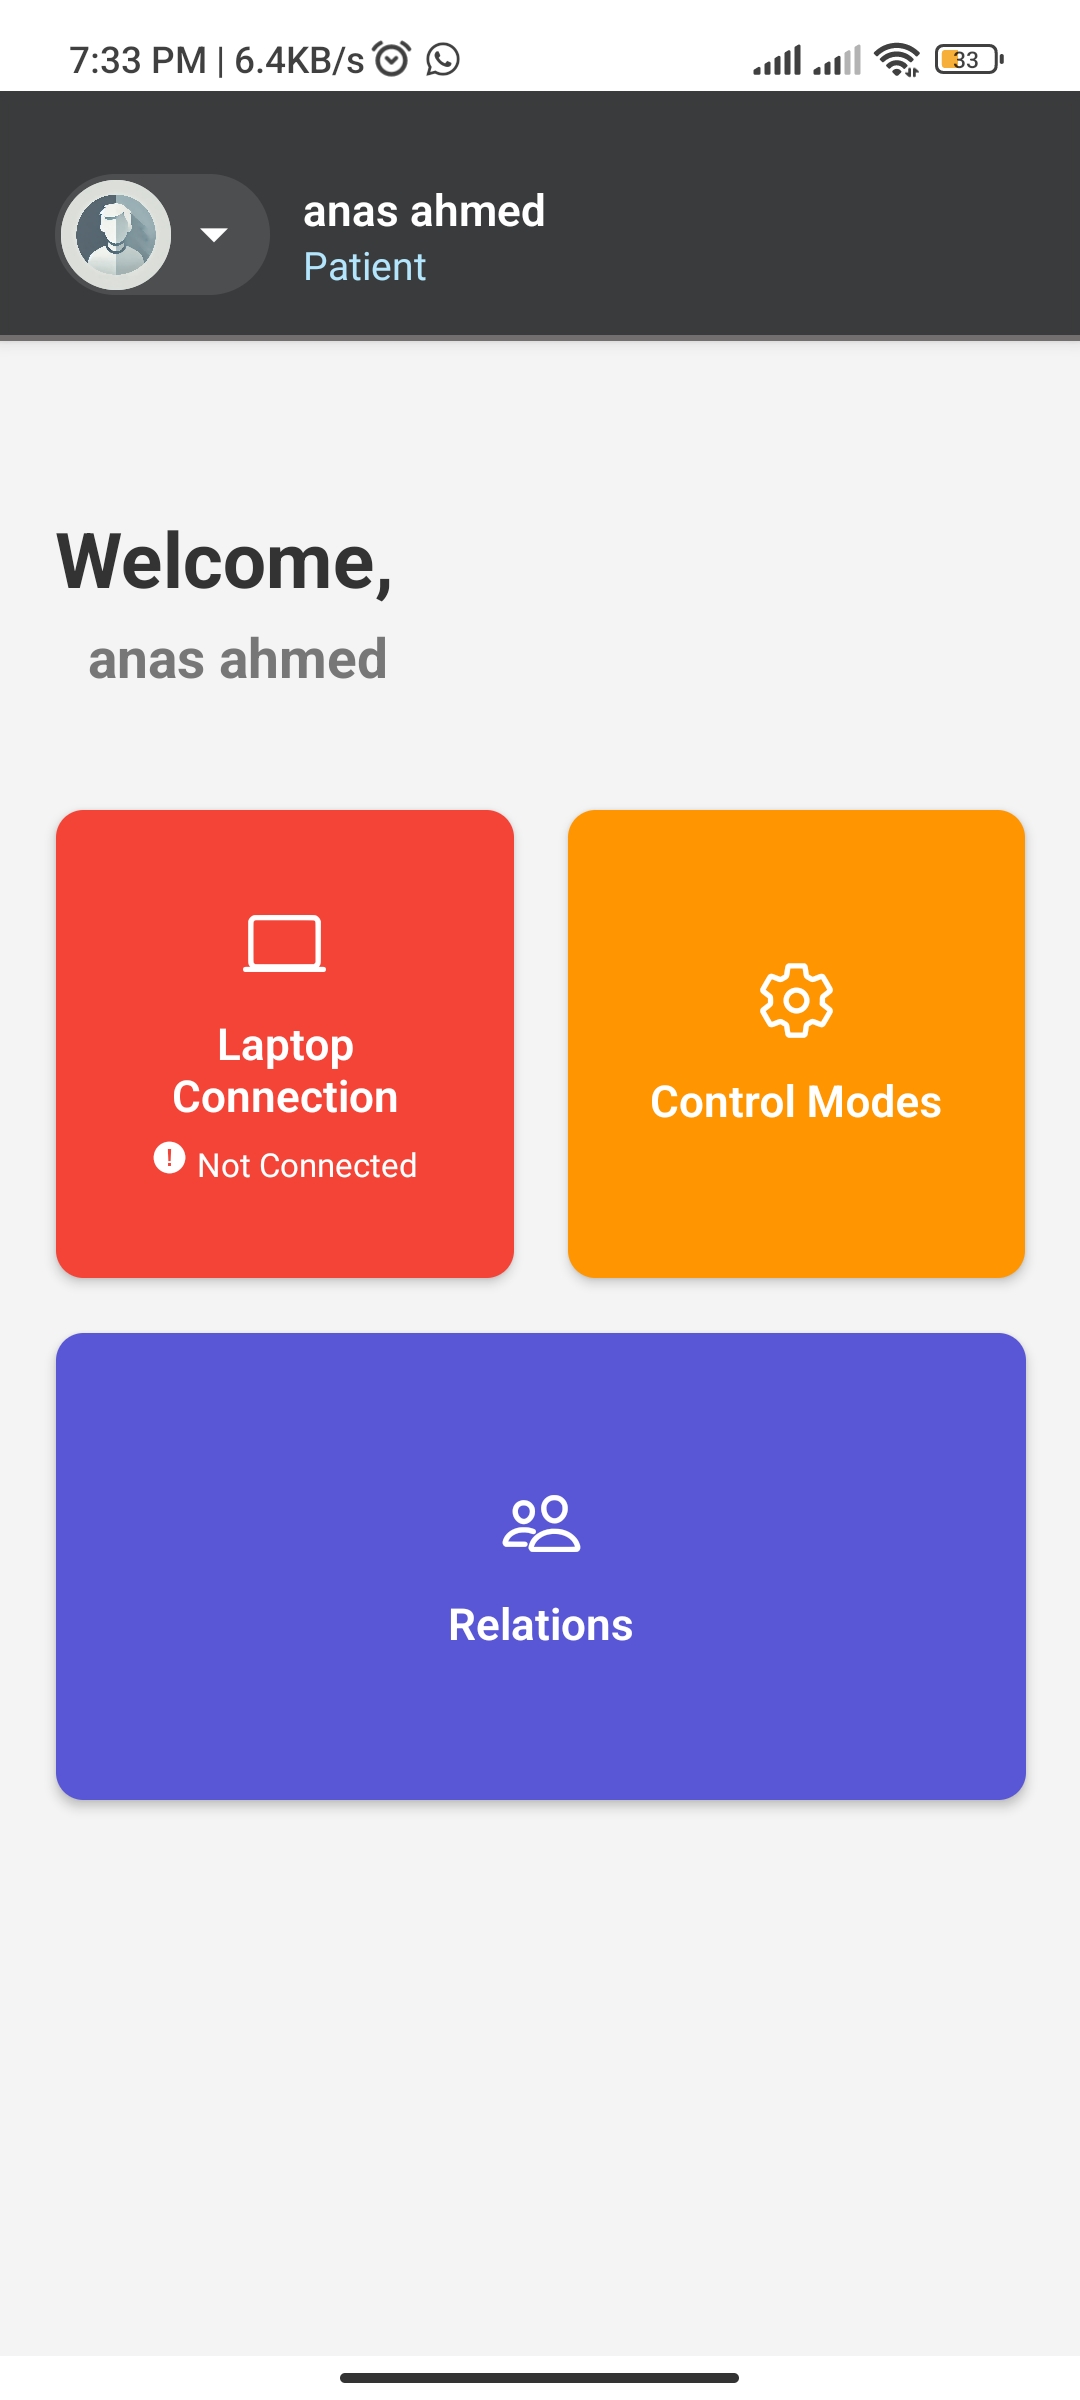 7:33 PM | 6.4KB/s
33
anas ahmed
Patient
Welcome,
anas ahmed
Laptop
Connection
! Not Connected
Control Modes
Relations